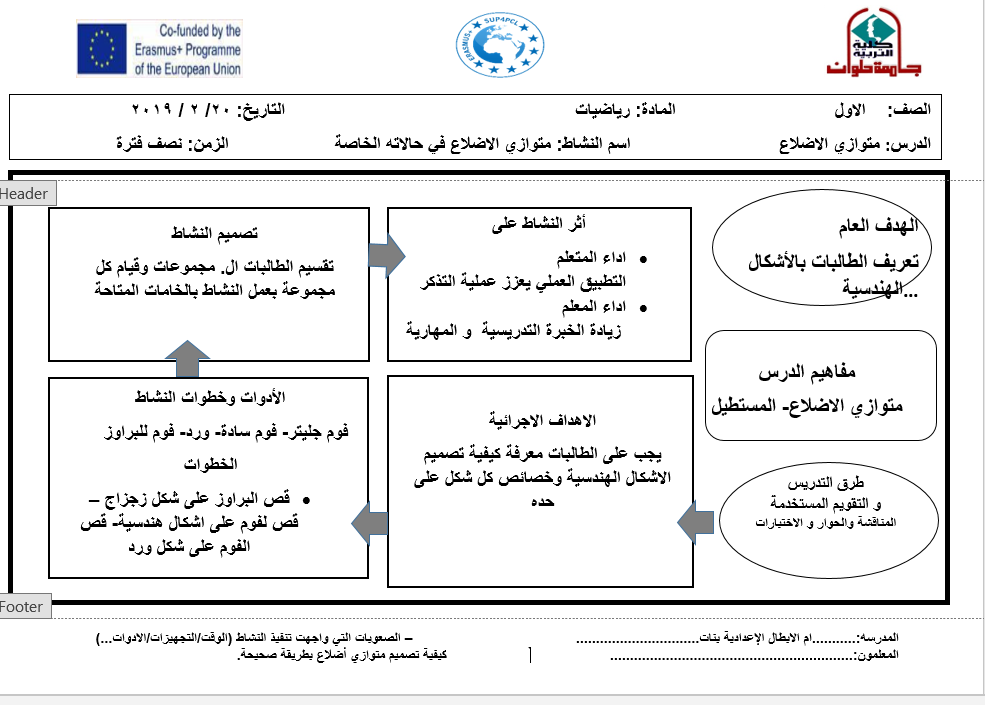 Co-funded by the
Erasmus+ Programme
of the European Union
SUP4PCL
ERASMUS+
كلية
التربية
جامعة حلوان
الصف: الاول
المادة: رياضيات
التاريخ: ٢٠/ ٢ / ٢٠١٩
الدرس: متوازي الاضلاع
اسم النشاط: متوازي الاضلاع في حالاته الخاصة
الزمن: نصف فترة
Header
الهدف العام
تعريف الطالبات بالأشكال
الهندسية...
مفاهيم الدرس
متوازي الاضلاع- المستطيل
طرق التدريس
و التقويم المستخدمة
المناقشة والحوار و الاختبارات
الاهداف الاجرائية
يجب على الطالبات معرفة كيفية تصميم
الاشكال الهندسية وخصائص كل شكل على
حده
الأدوات وخطوات النشاط
فوم جليتر- فوم سادة- ورد- فوم للبراوز
الخطوات
• قص البراوز على شكل زجزاج –
قص لفوم على اشكال هندسية- قص
الفوم على شكل ورد
تصميم النشاط
تقسيم الطالبات ال. مجموعات وقيام كل
مجموعة بعمل النشاط بالخامات المتاحة
أثر النشاط على
• اداء المتعلم
التطبيق العملي يعزز عملية التذكر
• اداء المعلم
زيادة الخبرة التدريسية و المهارية
Footer
المدرسه:...........ام الابطال الإعدادية بنات..............................
المعلمون:.............................................................
– الصعوبات التي واجهت تنفيذ النشاط (الوقت/التجهيزات/الادوات...)
كيفية تصميم متوازي أضلاع بطريقة صحيحة.